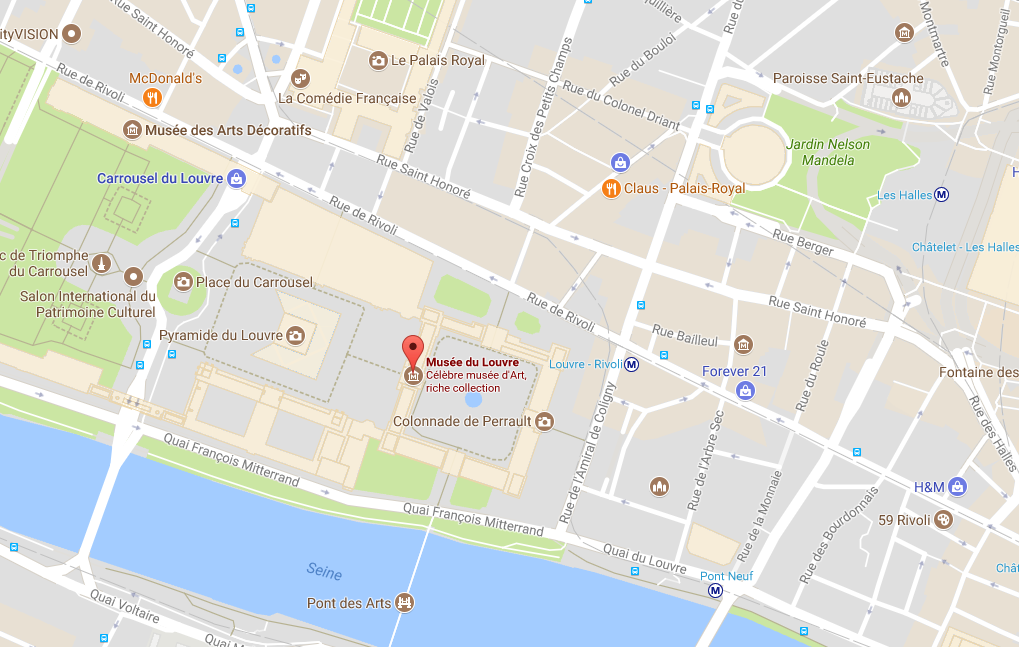 ityVISION
Rue Saint Honoré
Rue du Bouloi
Rue Montmartre
Rue Montorgueil
Le Palais Royal
McDonald's
La Comédie Française
Rue de Rivoli
Rue de Valois
Rue Croix des Petits Champs
Rue du Colonel Driant
Paroisse Saint-Eustache
Musée des Arts Décoratifs
Jardin Nelson
Mandela
Rue Saint Honoré
Carrousel du Louvre
Claus - Palais-Royal
Les Halles
M
H
Rue de Rivoli
Rue Berger
Châtelet - Les Halles
c de Triomphe
du Carrousel
Salon International du
Patrimoine Culturel
Place du Carrousel
Rue de Rivoli
Rue Saint Honoré
Pyramide du Louvre
Rue Bailleul
Musée du Louvre
Célèbre musée d'Art,
riche collection
Louvre - Rivoli
M
Forever 21
Rue du Roule
Fontaine des
Colonnade de Perrault
Rue de l'Amiral de Coligny
Rue de l'Arbre Sec
Rue des Halles
Quai François Mitterrand
Quai François Mitterrand
Rue de la Monnaie
Rue des Bourdonnais
H&M
59 Rivoli
Quai du Louvre
Pont Neuf
M
Chât
Seine
Pont des Arts
Quai Voltaire
Quai M